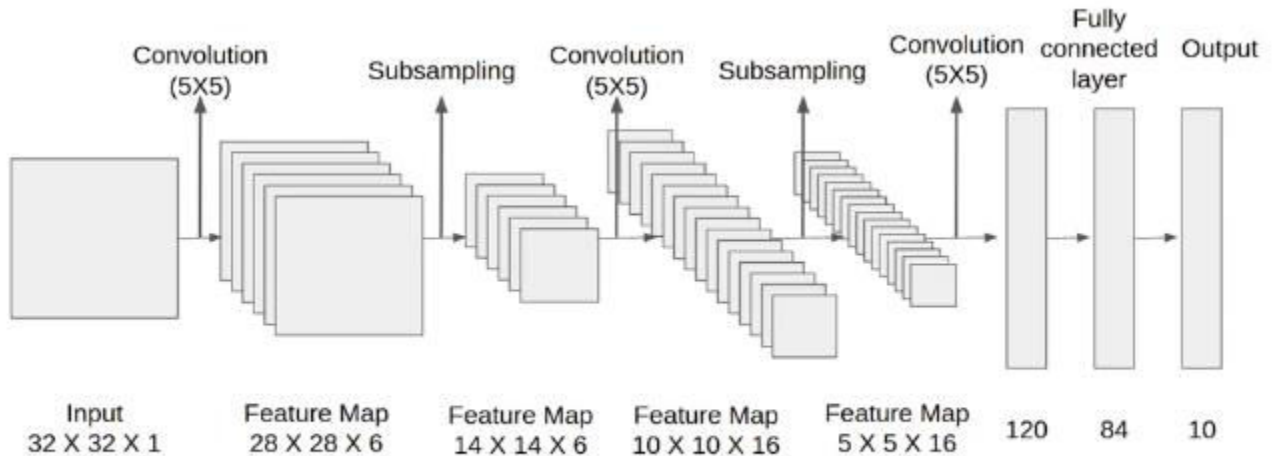 Convolution
(5X5)
Subsampling
Convolution
(5X5)
Subsampling
Convolution
(5X5)
Fully
connected
layer
Output
Input
32 X 32 X 1
Feature Map
28 X 28 X 6
Feature Map
14 X 14 X 6
Feature Map
10 X 10 X 16
Feature Map
5 X 5 X 16
120
84
10